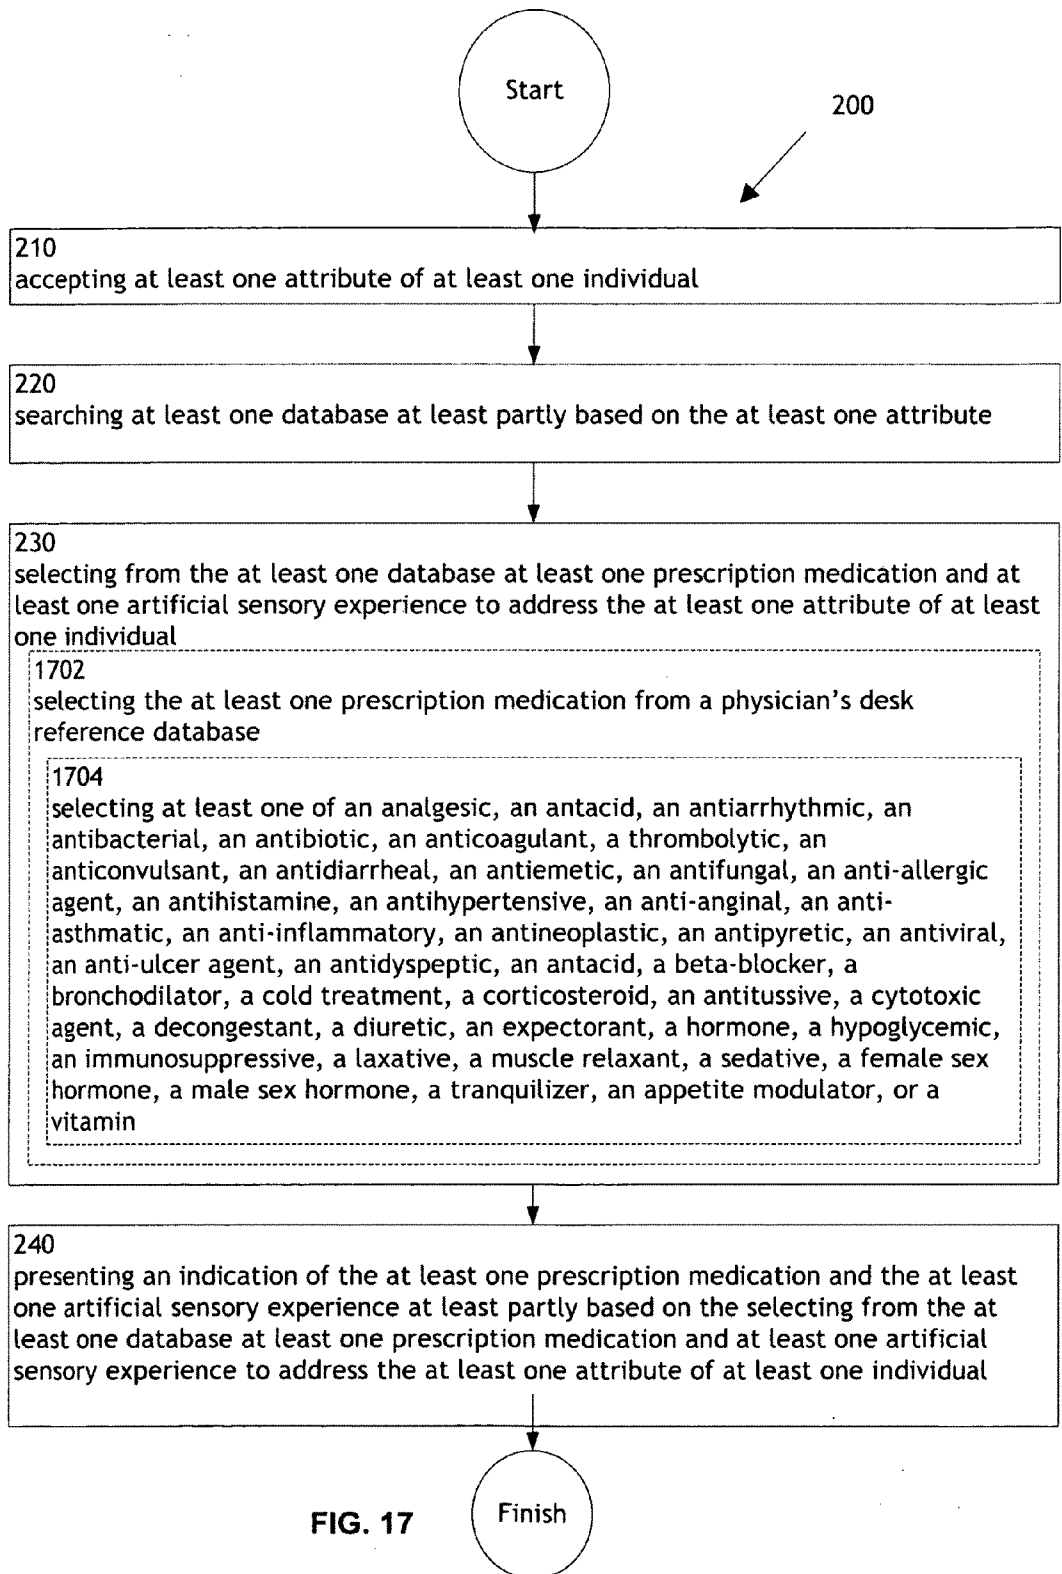 Start
200
210
accepting at least one attribute of at least one individual
220
searching at least one database at least partly based on the at least one attribute
230
selecting from the at least one database at least one prescription medication and at
least one artificial sensory experience to address the at least one attribute of at least
one individual
1702
selecting the at least one prescription medication from a physician's desk
reference database
1704
selecting at least one of an analgesic, an antacid, an antiarrhythmic, an
antibacterial, an antibiotic, an anticoagulant, a thrombolytic, an
anticonvulsant, an antidiarrheal, an antiemetic, an antifungal, an anti-allergic
agent, an antihistamine, an antihypertensive, an anti-anginal, an anti-
asthmatic, an anti-inflammatory, an antineoplastic, an antipyretic, an antiviral,
an anti-ulcer agent, an antidyspeptic, an antacid, a beta-blocker, a
bronchodilator, a cold treatment, a corticosteroid, an antitussive, a cytotoxic
agent, a decongestant, a diuretic, an expectorant, a hormone, a hypoglycemic,
an immunosuppressive, a laxative, a muscle relaxant, a sedative, a female sex
hormone, a male sex hormone, a tranquilizer, an appetite modulator, or a
vitamin
240
presenting an indication of the at least one prescription medication and the at least
one artificial sensory experience at least partly based on the selecting from the at
least one database at least one prescription medication and at least one artificial
sensory experience to address the at least one attribute of at least one individual
Finish
FIG. 17